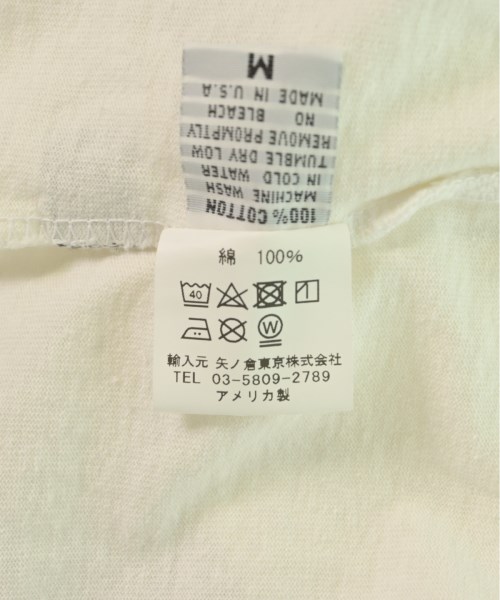 100% COTTON
MACHINE WASH
IN COLD WATER
TUMBLE DRY LOW
REMOVE PROMPTLY
NO BLEACH
MADE IN U.S.A
M
綿 100%
40
W
輸入元 矢ノ倉東京株式会社
TEL 03-5809-2789
アメリカ製